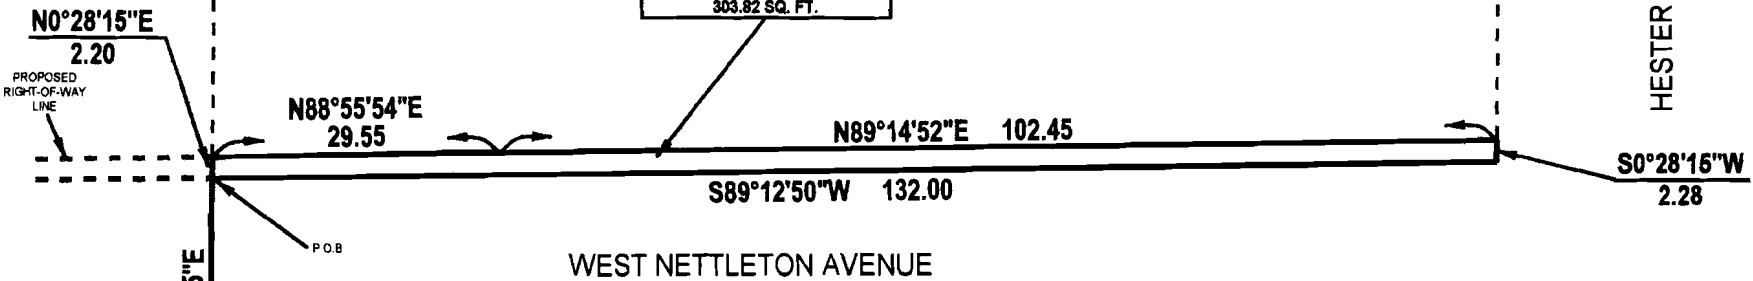 303.82 SQ. FT.
N0°28'15"E
2.20
PROPOSED
RIGHT-OF-WAY
LINE
N88°55'54"E
29.55
N89°14'52"E 102.45
S89°12'50"W 132.00
S0°28'15"W
2.28
HESTER
P.O.B
WEST NETTLETON AVENUE